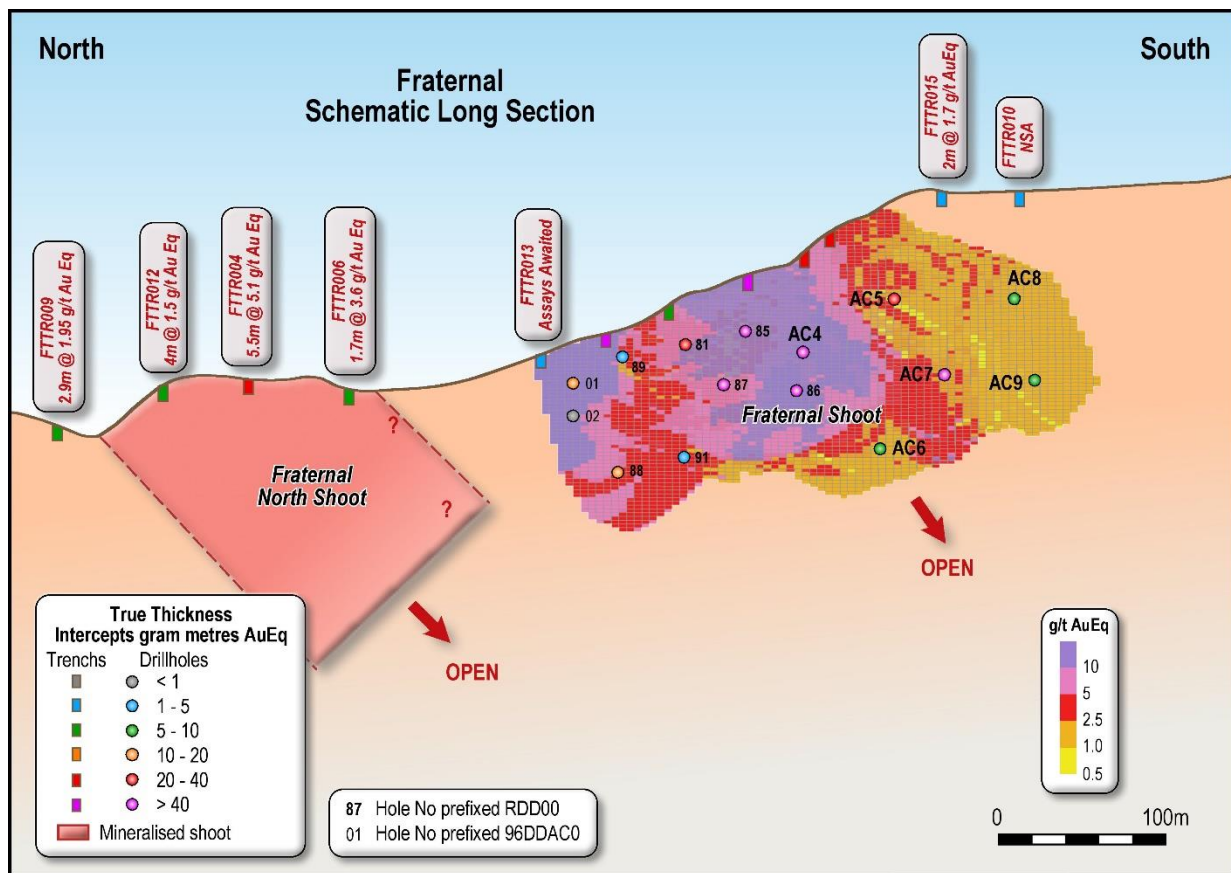 North
South
Fraternal
Schematic Long Section
FTTR009
2.9m @ 1.95 g/t Au Eq
FTTR012
4m @ 1.5 g/t Au Eq
FTTR004
5.5m @ 5.1 g/t Au Eq
FTTR006
1.7m @ 3.6 g/t Au Eq
FTTR013
Assays Awaited
FTTR015
2m @ 1.7 g/t AuEq
FTTR010
NSA
AC5
AC8
85
AC4
81
89
01
87
86
AC7
AC9
02
Fraternal Shoot
AC6
91
88
?
Fraternal
North Shoot
?
OPEN
OPEN
True Thickness
Intercepts gram metres AuEq
Trenchs Drillholes
< 1
1 - 5
5 - 10
10 - 20
20 - 40
> 40
Mineralised shoot
87 Hole No prefixed RDD00
01 Hole No prefixed 96DDAC0
g/t AuEq
10
5
2.5
1.0
0.5
0 100m